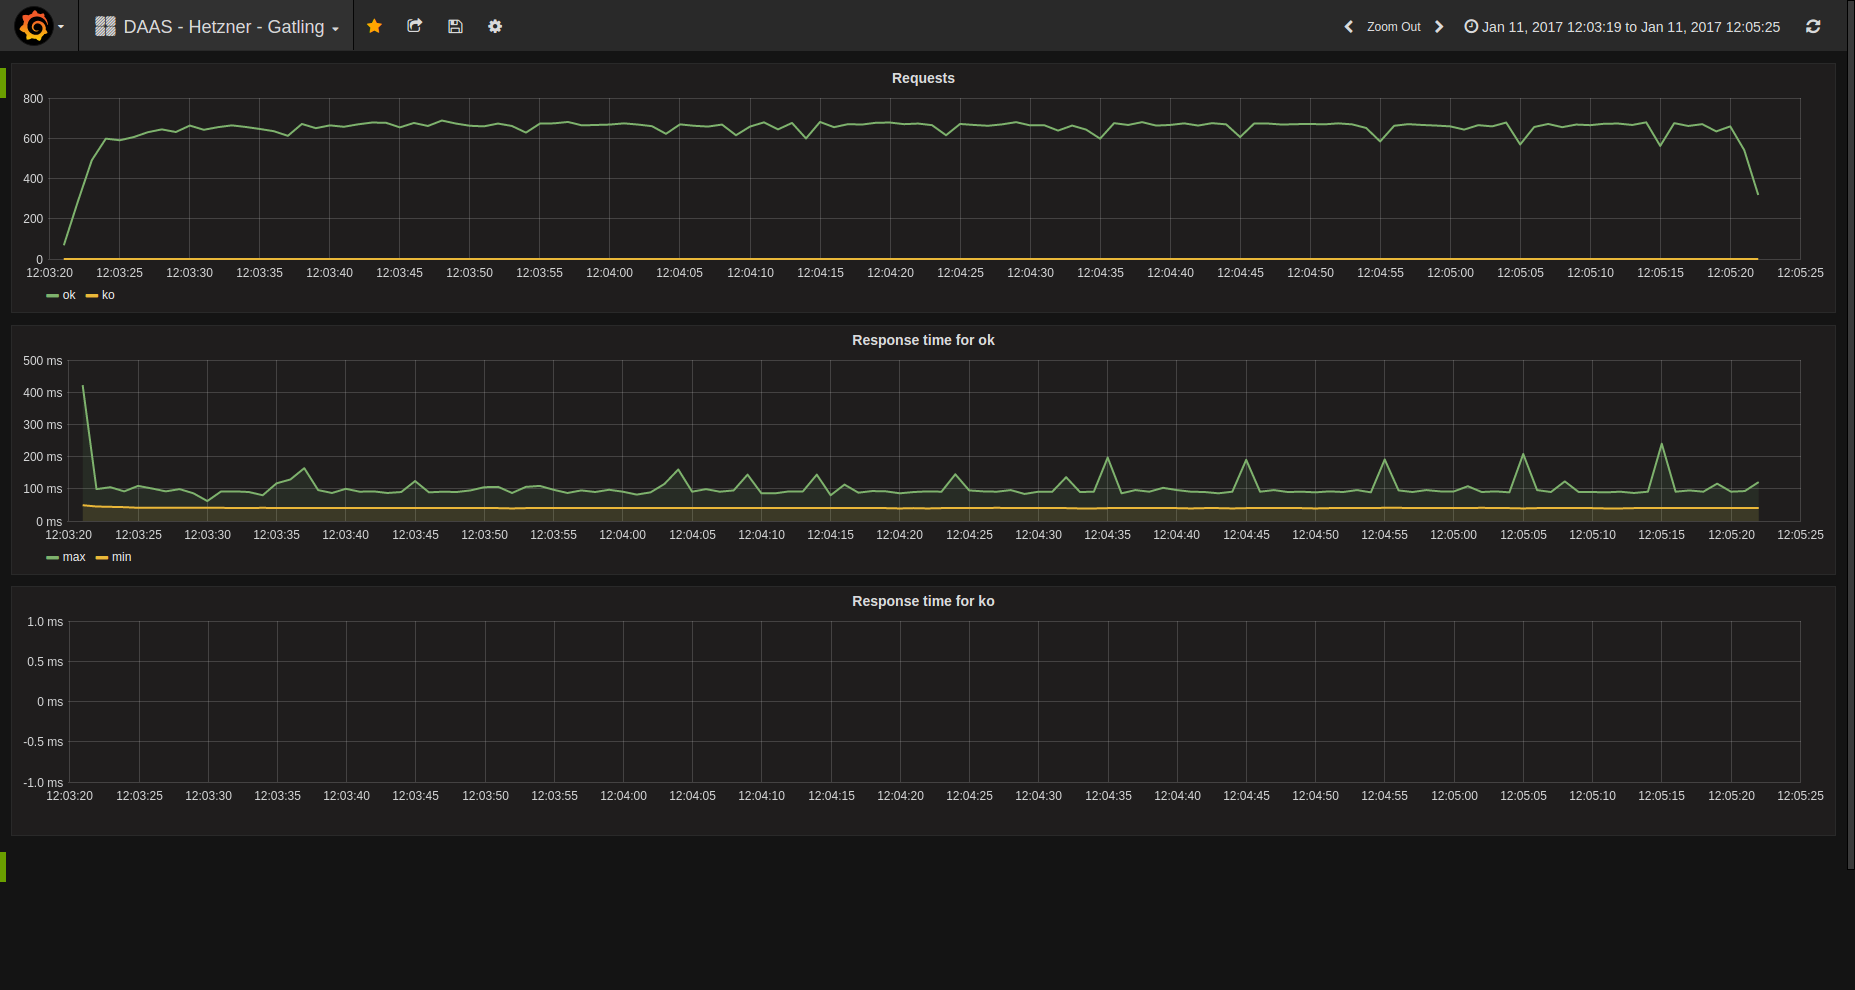 DAAS - Hetzner - Gatling
Zoom Out
Jan 11, 2017 12:03:19 to Jan 11, 2017 12:05:25
Requests
800
600
400
200
0
12:03:20 12:03:25 12:03:30 12:03:35 12:03:40 12:03:45 12:03:50 12:03:55 12:04:00 12:04:05 12:04:10 12:04:15 12:04:20 12:04:25 12:04:30 12:04:35 12:04:40 12:04:45 12:04:50 12:04:55 12:05:00 12:05:05 12:05:10 12:05:15 12:05:20 12:05:25
ok ko
Response time for ok
500 ms
400 ms
300 ms
200 ms
100 ms
0 ms
12:03:20 12:03:25 12:03:30 12:03:35 12:03:40 12:03:45 12:03:50 12:03:55 12:04:00 12:04:05 12:04:10 12:04:15 12:04:20 12:04:25 12:04:30 12:04:35 12:04:40 12:04:45 12:04:50 12:04:55 12:05:00 12:05:05 12:05:10 12:05:15 12:05:20 12:05:25
max min
Response time for ko
1.0 ms
0.5 ms
0 ms
-0.5 ms
-1.0 ms
12:03:20 12:03:25 12:03:30 12:03:35 12:03:40 12:03:45 12:03:50 12:03:55 12:04:00 12:04:05 12:04:10 12:04:15 12:04:20 12:04:25 12:04:30 12:04:35 12:04:40 12:04:45 12:04:50 12:04:55 12:05:00 12:05:05 12:05:10 12:05:15 12:05:20 12:05:25